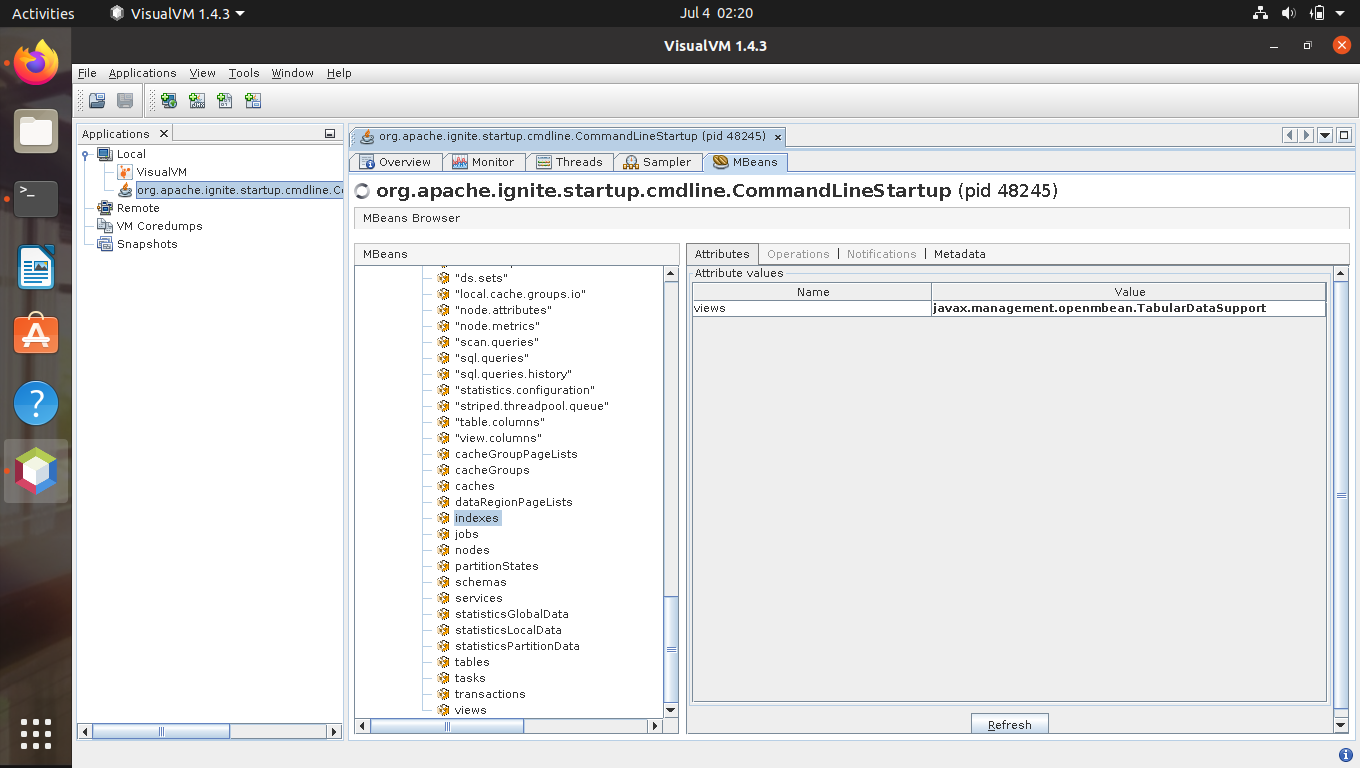 Activities
VisualVM 1.4.3
Jul 4 02:20
VisualVM 1.4.3
File Applications View Tools Window Help
Applications
Local
VisualVM
org.apache.ignite.startup.cmdline.Co
Remote
VM Coredumps
Snapshots
org.apache.ignite.startup.cmdline.CommandLineStartup (pid 48245)
Overview Monitor Threads Sampler MBeans
org.apache.ignite.startup.cmdline.CommandLineStartup (pid 48245)
MBeans Browser
MBeans
"ds.sets"
"local.cache.groups.io"
"node.attributes"
"node.metrics"
"scan.queries"
"sql.queries"
"sql.queries.history"
"statistics.configuration"
"striped.threadpool.queue"
"table.columns"
"view.columns"
cacheGroupPageLists
cacheGroups
caches
dataRegionPageLists
indexes
jobs
nodes
partitionStates
schemas
services
statisticsGlobalData
statisticsLocalData
statisticsPartitionData
tables
tasks
transactions
views
Attributes Operations Notifications Metadata
Attribute values
Name Value
views javax.management.openmbean.TabularDataSupport
Refresh